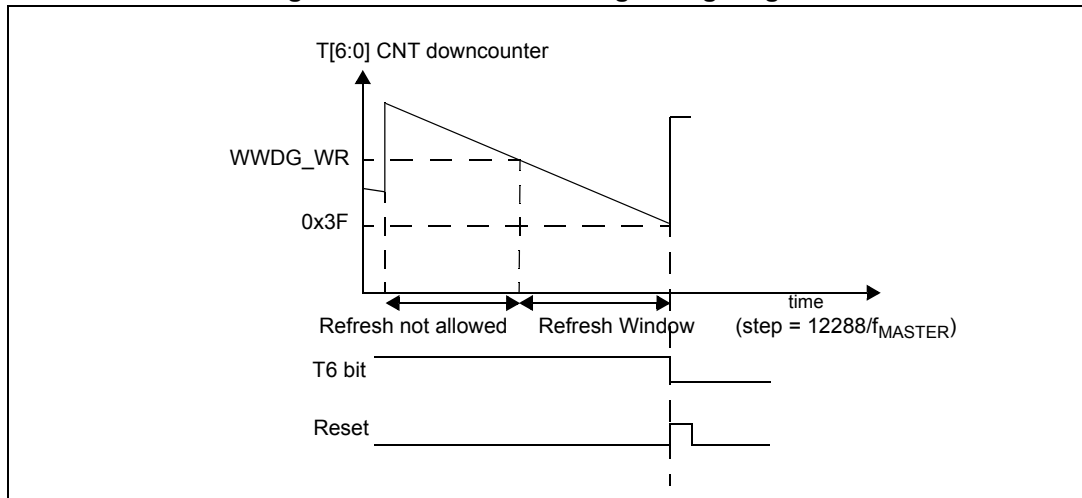 T[6:0] CNT downcounter
WWDG_WR
0x3F
time
Refresh not allowed Refresh Window (step = 12288/fMASTER)
T6 bit
Reset